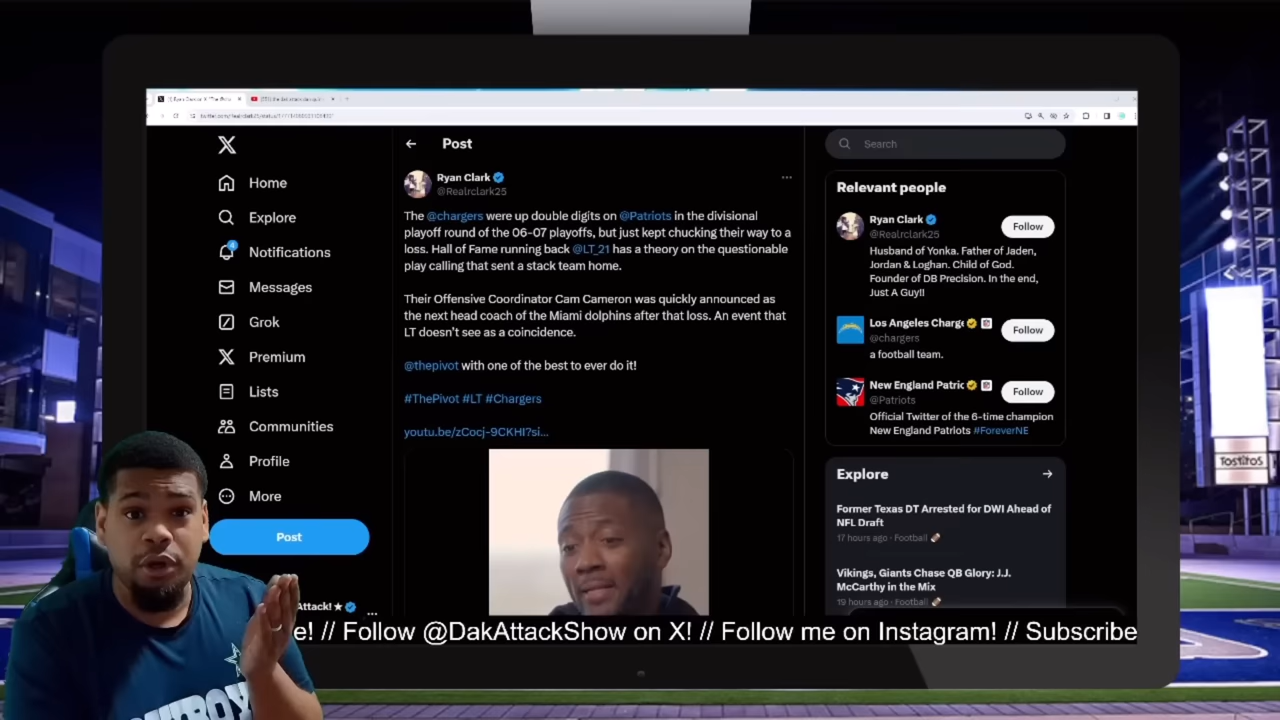 Post
Ryan Clark
@Realrclark25
The @chargers were up double digits on @Patriots in the divisional
playoff round of the 06-07 playoffs, but just kept chucking their way to a
loss. Hall of Fame running back @LT_21 has a theory on the questionable
play calling that sent a stack team home.
Their Offensive Coordinator Cam Cameron was quickly announced as
the next head coach of the Miami dolphins after that loss. An event that
LT doesn't see as a coincidence.
@thepivot with one of the best to ever do it!
#ThePivot #LT #Chargers
youtu.be/zCocj-9CKHI?si...
Home
Explore
4
Notifications
Messages
Grok
Premium
Lists
Communities
Profile
More
Post
Attack!
Search
Relevant people
Ryan Clark
Follow
@Realrclark25
Husband of Yonka. Father of Jaden,
Jordan & Loghan. Child of God.
Founder of DB Precision. In the end,
Just A Guy!!
Los Angeles Charge
Follow
@chargers
a football team.
New England Patric
Follow
@Patriots
Official Twitter of the 6-time champion
New England Patriots #ForeverNE
Explore
Former Texas DT Arrested for DWI Ahead of
NFL Draft
17 hours ago · Football
Vikings, Giants Chase QB Glory: J.J.
McCarthy in the Mix
19 hours ago · Football
e! // Follow @DakAttackShow on X! // Follow me on Instagram! // Subscribe
TOSTITOS
COWBOYS